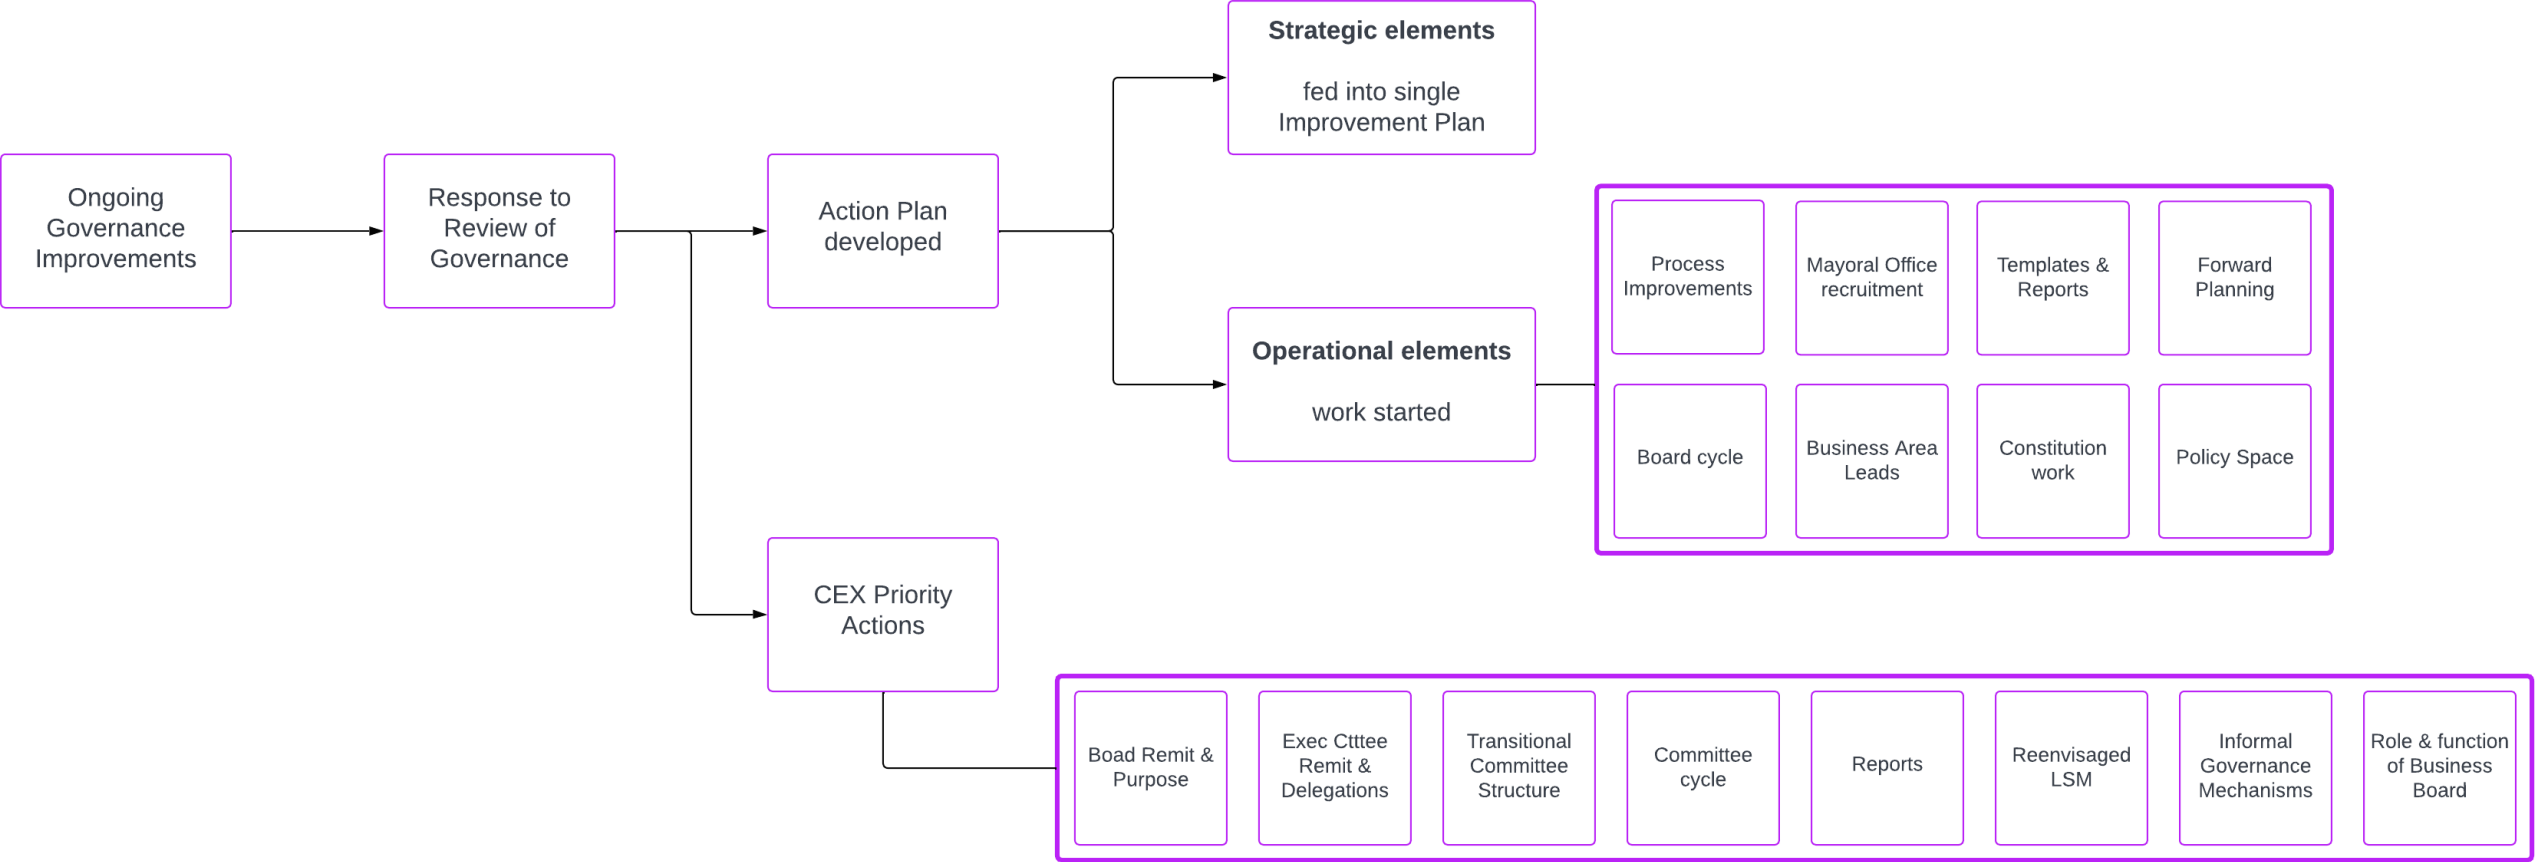 Strategic elements
fed into single
Improvement Plan
Ongoing
Governance
Improvements
Response to
Review of
Governance
Action Plan
developed
Operational elements
work started
Process
Improvements
Mayoral Office
recruitment
Templates &
Reports
Forward
Planning
Board cycle
Business Area
Leads
Constitution
work
Policy Space
CEX Priority
Actions
Boad Remit &
Purpose
Exec Ctttee
Remit &
Delegations
Transitional
Committee
Structure
Committee
cycle
Reports
Reenvisaged
LSM
Informal
Governance
Mechanisms
Role & function
of Business
Board